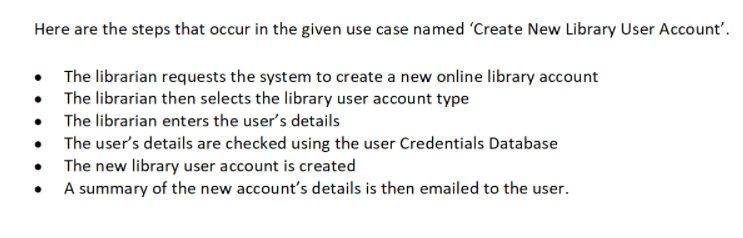 Here are the steps that occur in the given use case named ‘Create New Library User Account’.
• The librarian requests the system to create a new online library account
• The librarian then selects the library user account type
• The librarian enters the user’s details
• The user’s details are checked using the user Credentials Database
• The new library user account is created
• A summary of the new account’s details is then emailed to the user.